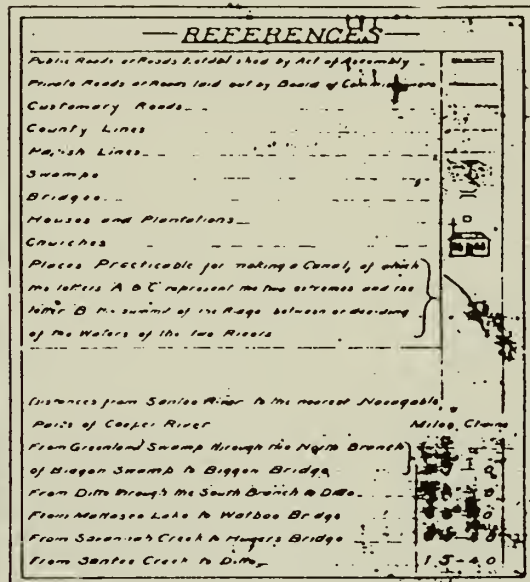 REFERENCES
Public Roads or Roads Established by Act of Assembly
Private Roads or Roads laid out by Board of Commissioners
Customary Roads
County Lines
Parish Lines
Swamps
Bridges
Houses and Plantations
Churches
Places Practicable for making a Canal, of which
the letters A B C represent the two extremes and the
letter B the summit of the Ridge between or dividing
of the Waters of the two Rivers
Distances from Santee River to the nearest Navagable
Parts of Cooper River Miles Chains
From Greenland Swamp through the North Branch
of Biggon Swamp to Biggon Bridge
From Ditto through the South Branch to Ditto
From Mattasee Lake to Watboo Bridge
From Savannah Creek to Hugers Bridge
From Santee Creek to Ditto 15-40